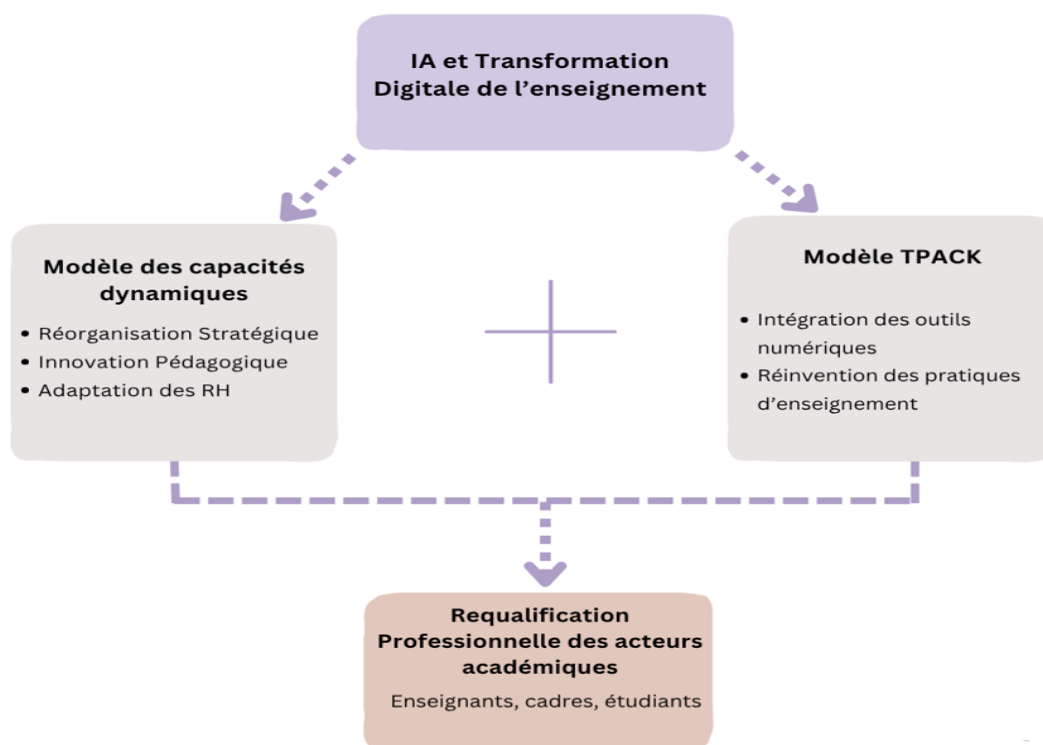 IA et Transformation
Digitale de l’enseignement
Modèle des capacités
dynamiques
• Réorganisation Stratégique
• Innovation Pédagogique
• Adaptation des RH
Modèle TPACK
• Intégration des outils
numériques
• Réinvention des pratiques
d’enseignement
Requalification
Professionnelle des acteurs
académiques
Enseignants, cadres, étudiants